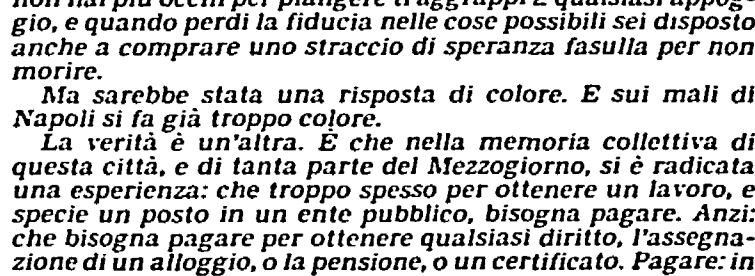 non hai più occhi per piangere t'aggrappi a qualsiasi appog-
gio, e quando perdi la fiducia nelle cose possibili sei disposto
anche a comprare uno straccio di speranza fasulla per non
morire.
Ma sarebbe stata una risposta di colore. E sui mali di
Napoli si fa già troppo colore.
La verità è un'altra. È che nella memoria collettiva di
questa città, e di tanta parte del Mezzogiorno, si è radicata
una esperienza: che troppo spesso per ottenere un lavoro, e
specie un posto in un ente pubblico, bisogna pagare. Anzi:
che bisogna pagare per ottenere qualsiasi diritto, l'assegna-
zione di un alloggio, o la pensione, o un certificato. Pagare: in